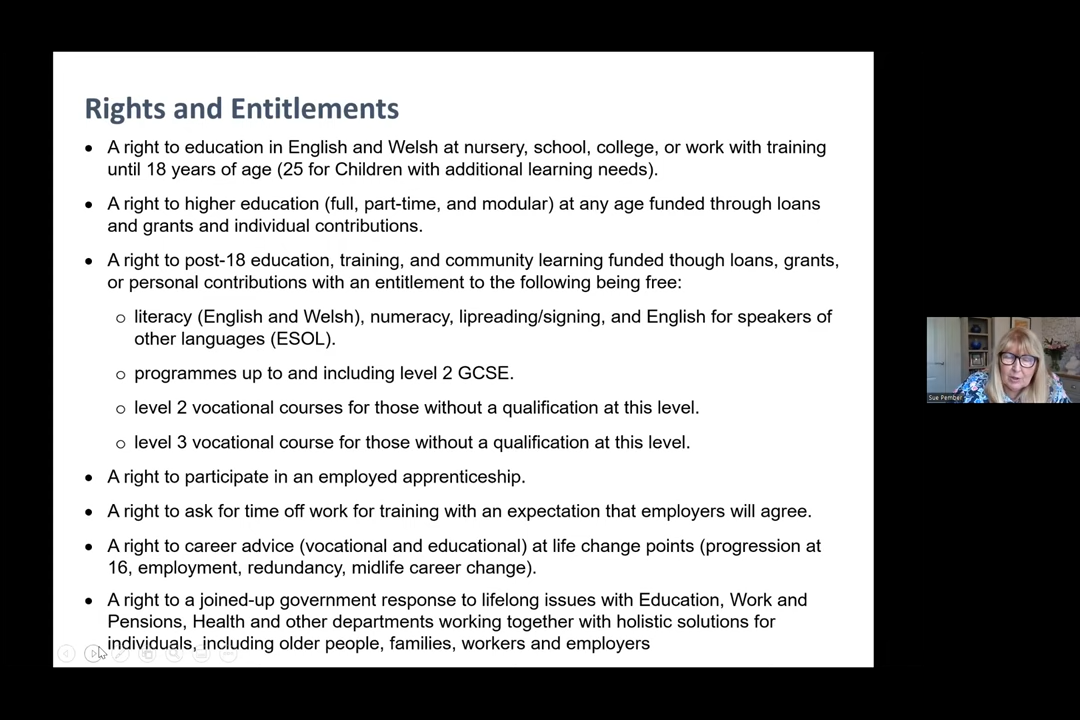 Rights and Entitlements
• A right to education in English and Welsh at nursery, school, college, or work with training
until 18 years of age (25 for Children with additional learning needs).
• A right to higher education (full, part-time, and modular) at any age funded through loans
and grants and individual contributions.
• A right to post-18 education, training, and community learning funded though loans, grants,
or personal contributions with an entitlement to the following being free:
o literacy (English and Welsh), numeracy, lipreading/signing, and English for speakers of
other languages (ESOL).
o programmes up to and including level 2 GCSE.
o level 2 vocational courses for those without a qualification at this level.
o level 3 vocational course for those without a qualification at this level.
• A right to participate in an employed apprenticeship.
• A right to ask for time off work for training with an expectation that employers will agree.
• A right to career advice (vocational and educational) at life change points (progression at
16, employment, redundancy, midlife career change).
• A right to a joined-up government response to lifelong issues with Education, Work and
Pensions, Health and other departments working together with holistic solutions for
individuals, including older people, families, workers and employers
Sue Pember